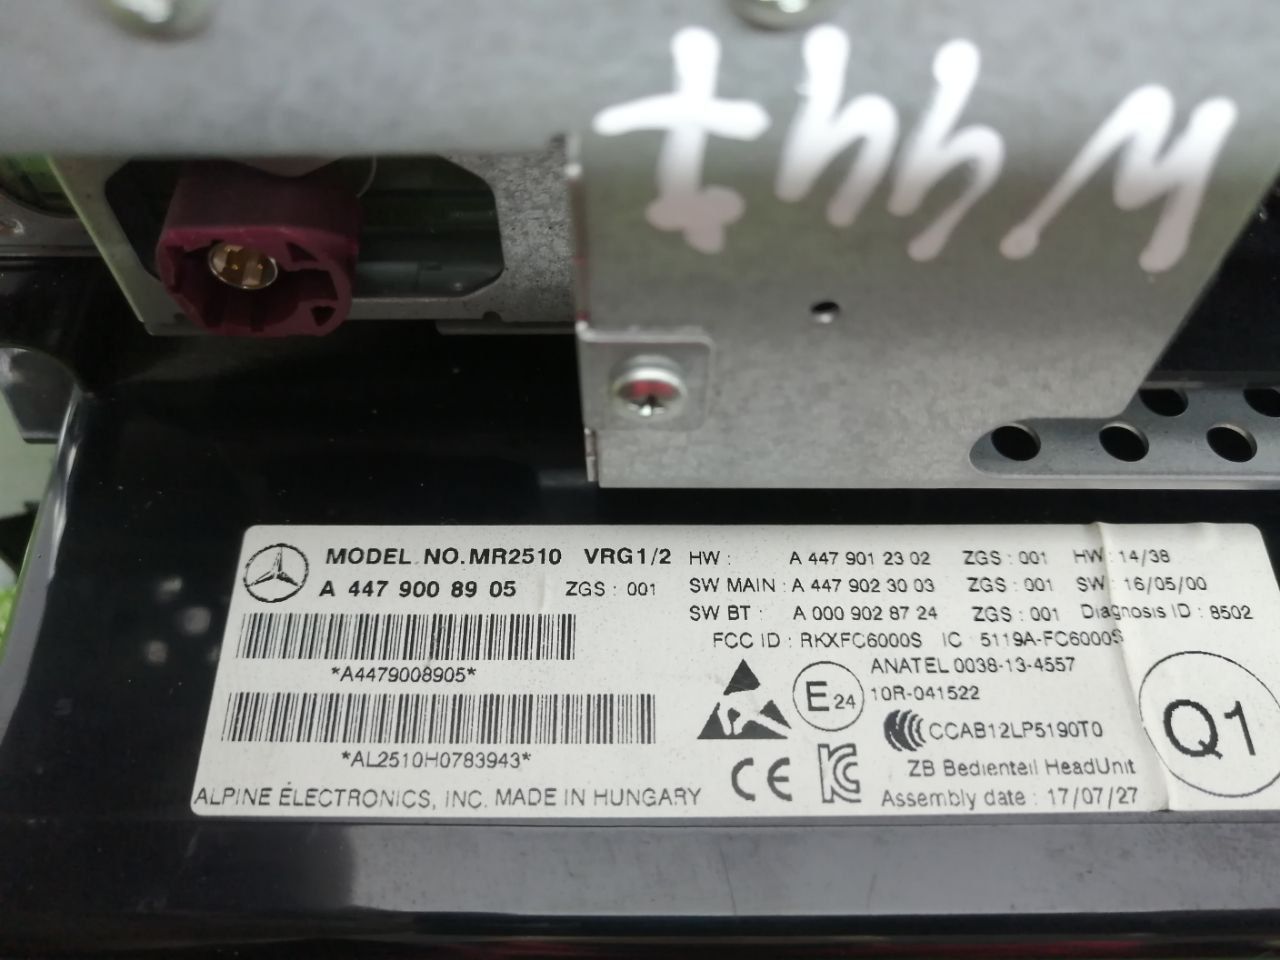 W447
MODEL NO.MR2510 VRG1/2
A 447 900 89 05 ZGS : 001
*A4479008905*
*AL2510H0783943*
ALPINE ÉLECTRONICS, INC. MADE IN HUNGARY
HW : A 447 901 23 02 ZGS : 001 HW : 14/38
SW MAIN : A 447 902 30 03 ZGS : 001 SW : 16/05/00
SW BT : A 000 902 87 24 ZGS : 001 Diagnosis ID : 8502
FCC ID : RKXFC6000S IC 5119A-FC6000S
ANATEL 0038-13-4557
E24
10R-041522
CCAB12LP5190T0
CE
KC
ZB Bedienteil HeadUnit
Assembly date : 17/07/27
Q1